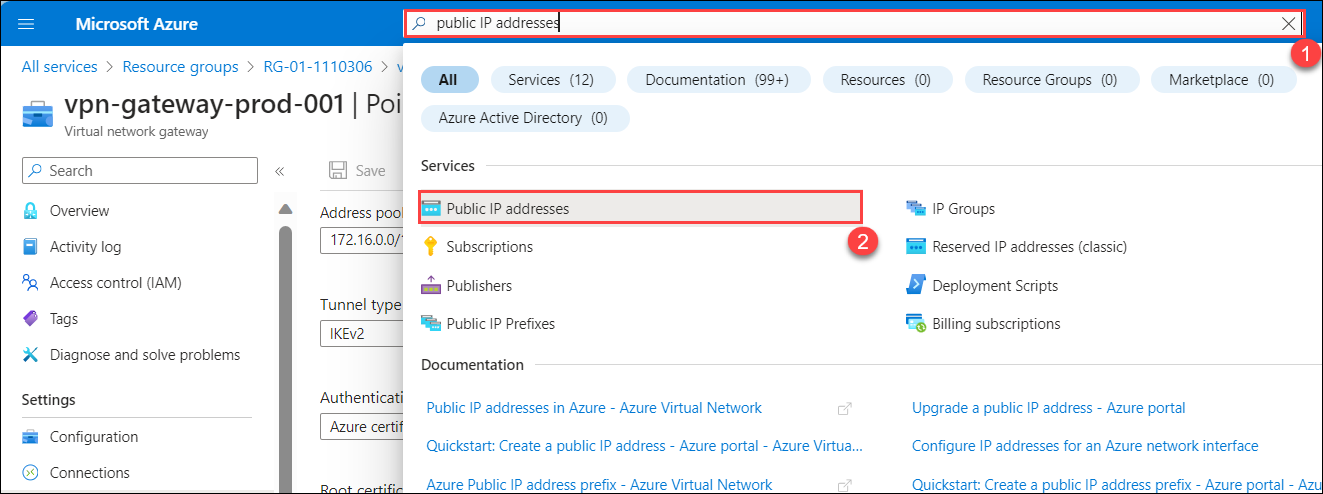 Microsoft Azure
public IP addresses
1
All services > Resource groups > RG-01-1110306 > v
All
Services (12)
Documentation (99+)
Resources (0)
Resource Groups (0)
Marketplace (0)
Azure Active Directory (0)
vpn-gateway-prod-001 | Poi
Virtual network gateway
Search
«
Overview
Activity log
Access control (IAM)
Tags
Diagnose and solve problems
Settings
Configuration
Connections
Save
Address pool
172.16.0.0/1
Tunnel type
IKEv2
Authenticati
Azure certif
Root certific
Services
Public IP addresses
2
IP Groups
Subscriptions
Reserved IP addresses (classic)
Publishers
Deployment Scripts
Public IP Prefixes
Billing subscriptions
Documentation
Public IP addresses in Azure - Azure Virtual Network
Upgrade a public IP address - Azure portal
Quickstart: Create a public IP address - Azure portal - Azure Virtua...
Configure IP addresses for an Azure network interface
Azure Public IP address prefix - Azure Virtual Network
Quickstart: Create a public IP address prefix - Azure portal - Azu